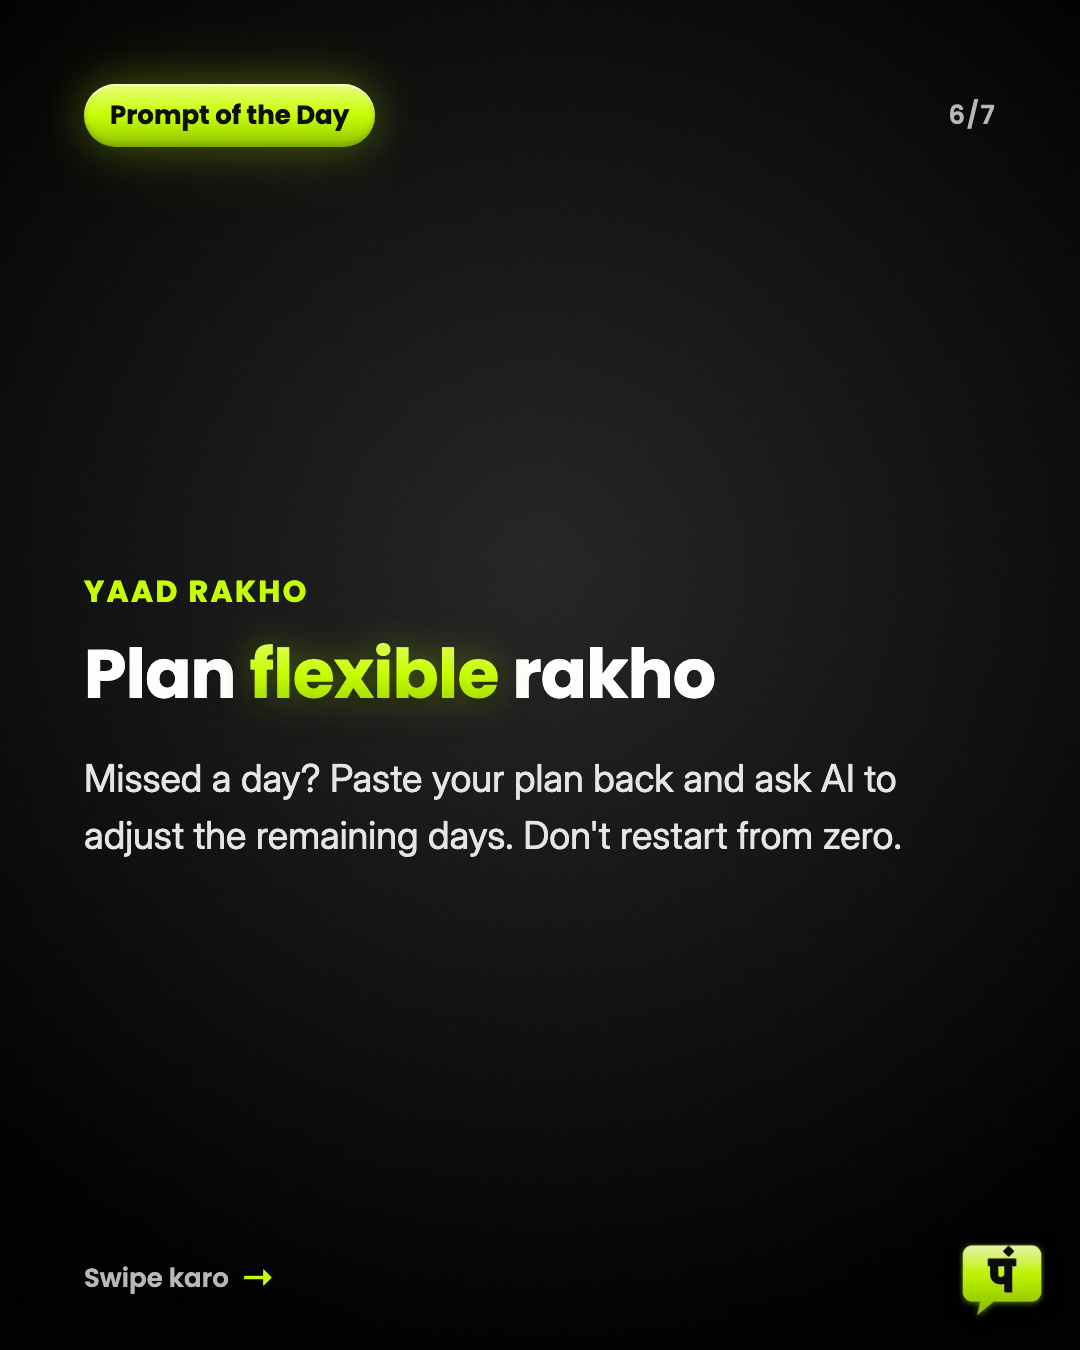 Prompt of the Day
6/7
YAAD RAKHO
Plan flexible rakho
Missed a day? Paste your plan back and ask AI to
adjust the remaining days. Don't restart from zero.
Swipe karo →
पं